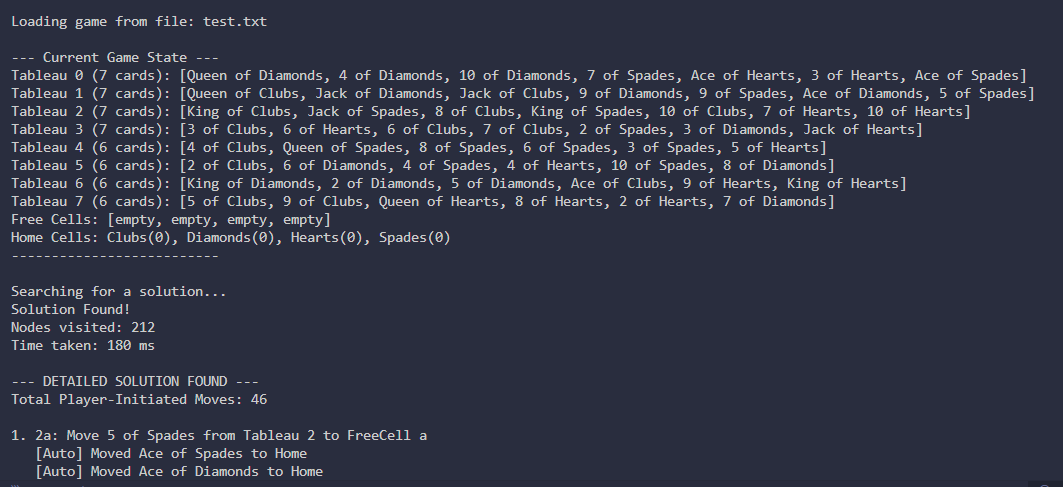 Loading game from file: test.txt
--- Current Game State ---
Tableau 0 (7 cards): [Queen of Diamonds, 4 of Diamonds, 10 of Diamonds, 7 of Spades, Ace of Hearts, 3 of Hearts, Ace of Spades]
Tableau 1 (7 cards): [Queen of Clubs, Jack of Diamonds, Jack of Clubs, 9 of Diamonds, 9 of Spades, Ace of Diamonds, 5 of Spades]
Tableau 2 (7 cards): [King of Clubs, Jack of Spades, 8 of Clubs, King of Spades, 10 of Clubs, 7 of Hearts, 10 of Hearts]
Tableau 3 (7 cards): [3 of Clubs, 6 of Hearts, 6 of Clubs, 7 of Clubs, 2 of Spades, 3 of Diamonds, Jack of Hearts]
Tableau 4 (6 cards): [4 of Clubs, Queen of Spades, 8 of Spades, 6 of Spades, 3 of Spades, 5 of Hearts]
Tableau 5 (6 cards): [2 of Clubs, 6 of Diamonds, 4 of Spades, 4 of Hearts, 10 of Spades, 8 of Diamonds]
Tableau 6 (6 cards): [King of Diamonds, 2 of Diamonds, 5 of Diamonds, Ace of Clubs, 9 of Hearts, King of Hearts]
Tableau 7 (6 cards): [5 of Clubs, 9 of Clubs, Queen of Hearts, 8 of Hearts, 2 of Hearts, 7 of Diamonds]
Free Cells: [empty, empty, empty, empty]
Home Cells: Clubs(0), Diamonds(0), Hearts(0), Spades(0)
--------------------------
Searching for a solution...
Solution Found!
Nodes visited: 212
Time taken: 180 ms
--- DETAILED SOLUTION FOUND ---
Total Player-Initiated Moves: 46
1. 2a: Move 5 of Spades from Tableau 2 to FreeCell a
[Auto] Moved Ace of Spades to Home
[Auto] Moved Ace of Diamonds to Home